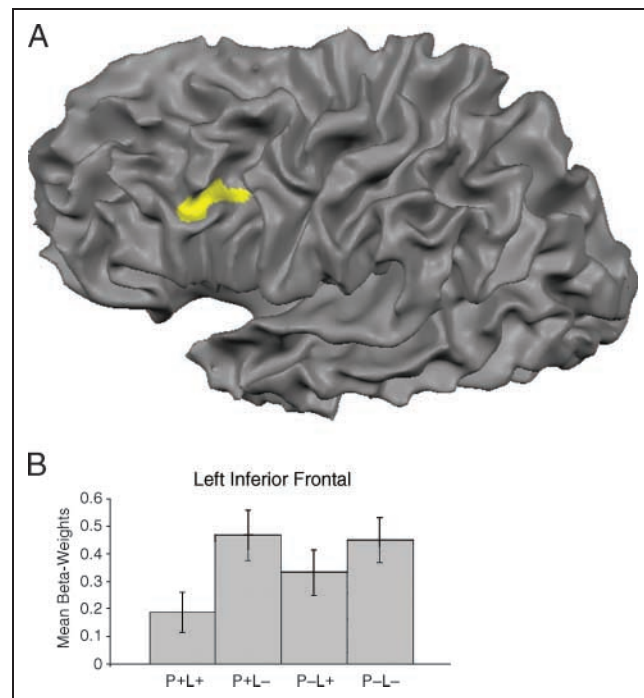 A
B
Left Inferior Frontal
Mean Beta-Weights
0.6
0.5
0.4
0.3
0.2
0.1
0
P+L+ P+L– P–L+ P–L–